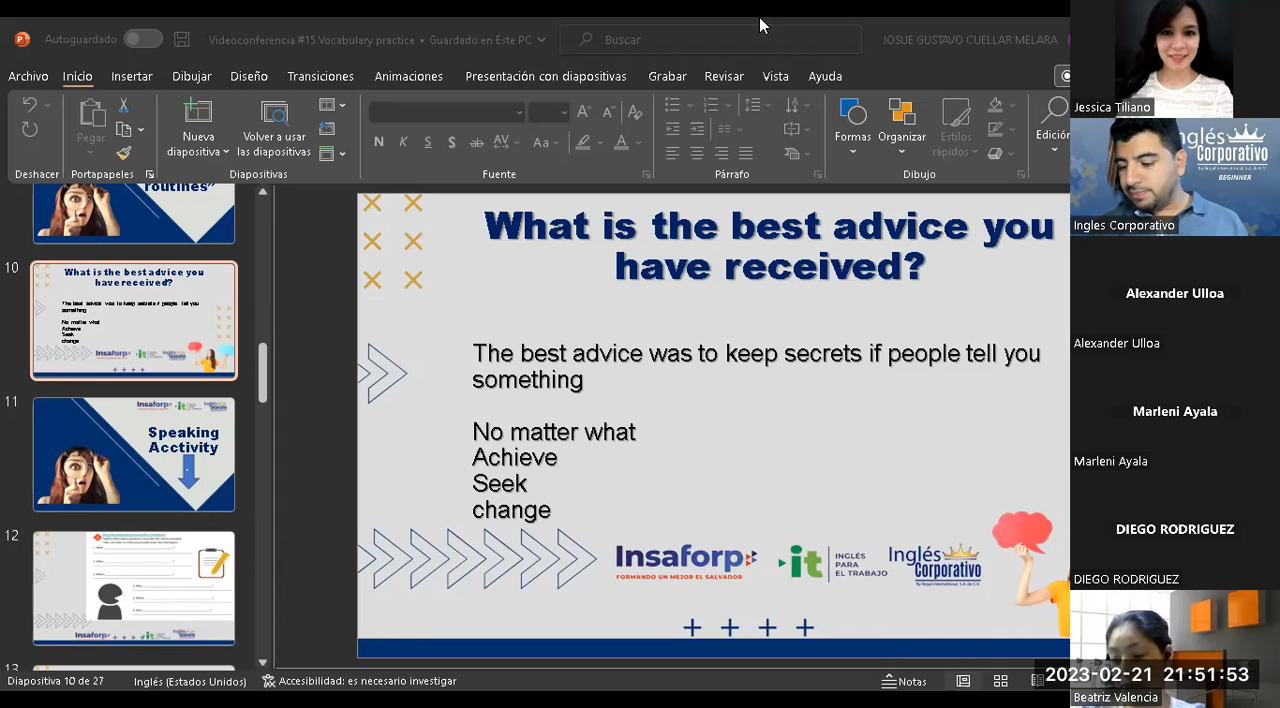 Autoguardado
Videoconferencia #15 Vocabulary practice • Guardado en Este PC
Buscar
JOSUE GUSTAVO CUELLAR MELARA
Archivo Inicio Insertar Dibujar Diseño Transiciones Animaciones Presentación con diapositivas Grabar Revisar Vista Ayuda
Pegar
Nueva diapositiva
Volver a usar las diapositivas
N K S S ab AV Aa A
Formas Organizar Estilos rápidos Edición
Deshacer Portapapeles Diapositivas Fuente Párrafo Dibujo
routines"
10
What is the best advice you
have received?
The best advice was to keep secrets if people tell you
something
No matter what
Achieve
Seek
change
Insaforp
11
Speaking
Acctivity
12
Insaforp
13
What is the best advice you
have received?
The best advice was to keep secrets if people tell you
something
No matter what
Achieve
Seek
change
Insaforp
FORMANDO UN MEJOR EL SALVADOR
it INGLÉS
PARA
EL TRABAJO
Inglés
Corporativo
By Regal International, S.A. de C.V.
Diapositiva 10 de 27
Inglés (Estados Unidos)
Accesibilidad: es necesario investigar
Notas
Jessica Tiliano
Inglés
Corporativo
BEGINNER
Ingles Corporativo
Alexander Ulloa
Alexander Ulloa
Marleni Ayala
Marleni Ayala
DIEGO RODRIGUEZ
DIEGO RODRIGUEZ
2023-02-21 21:51:53
Beatriz Valencia